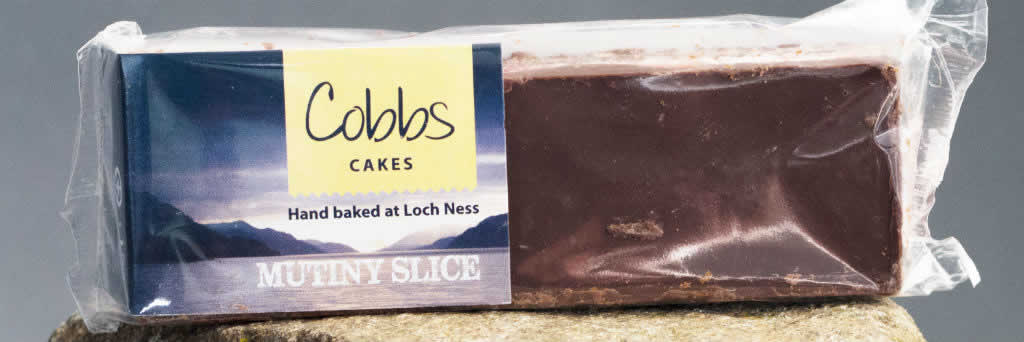 Cobbs
CAKES
Hand baked at Loch Ness
MUTINY SLICE